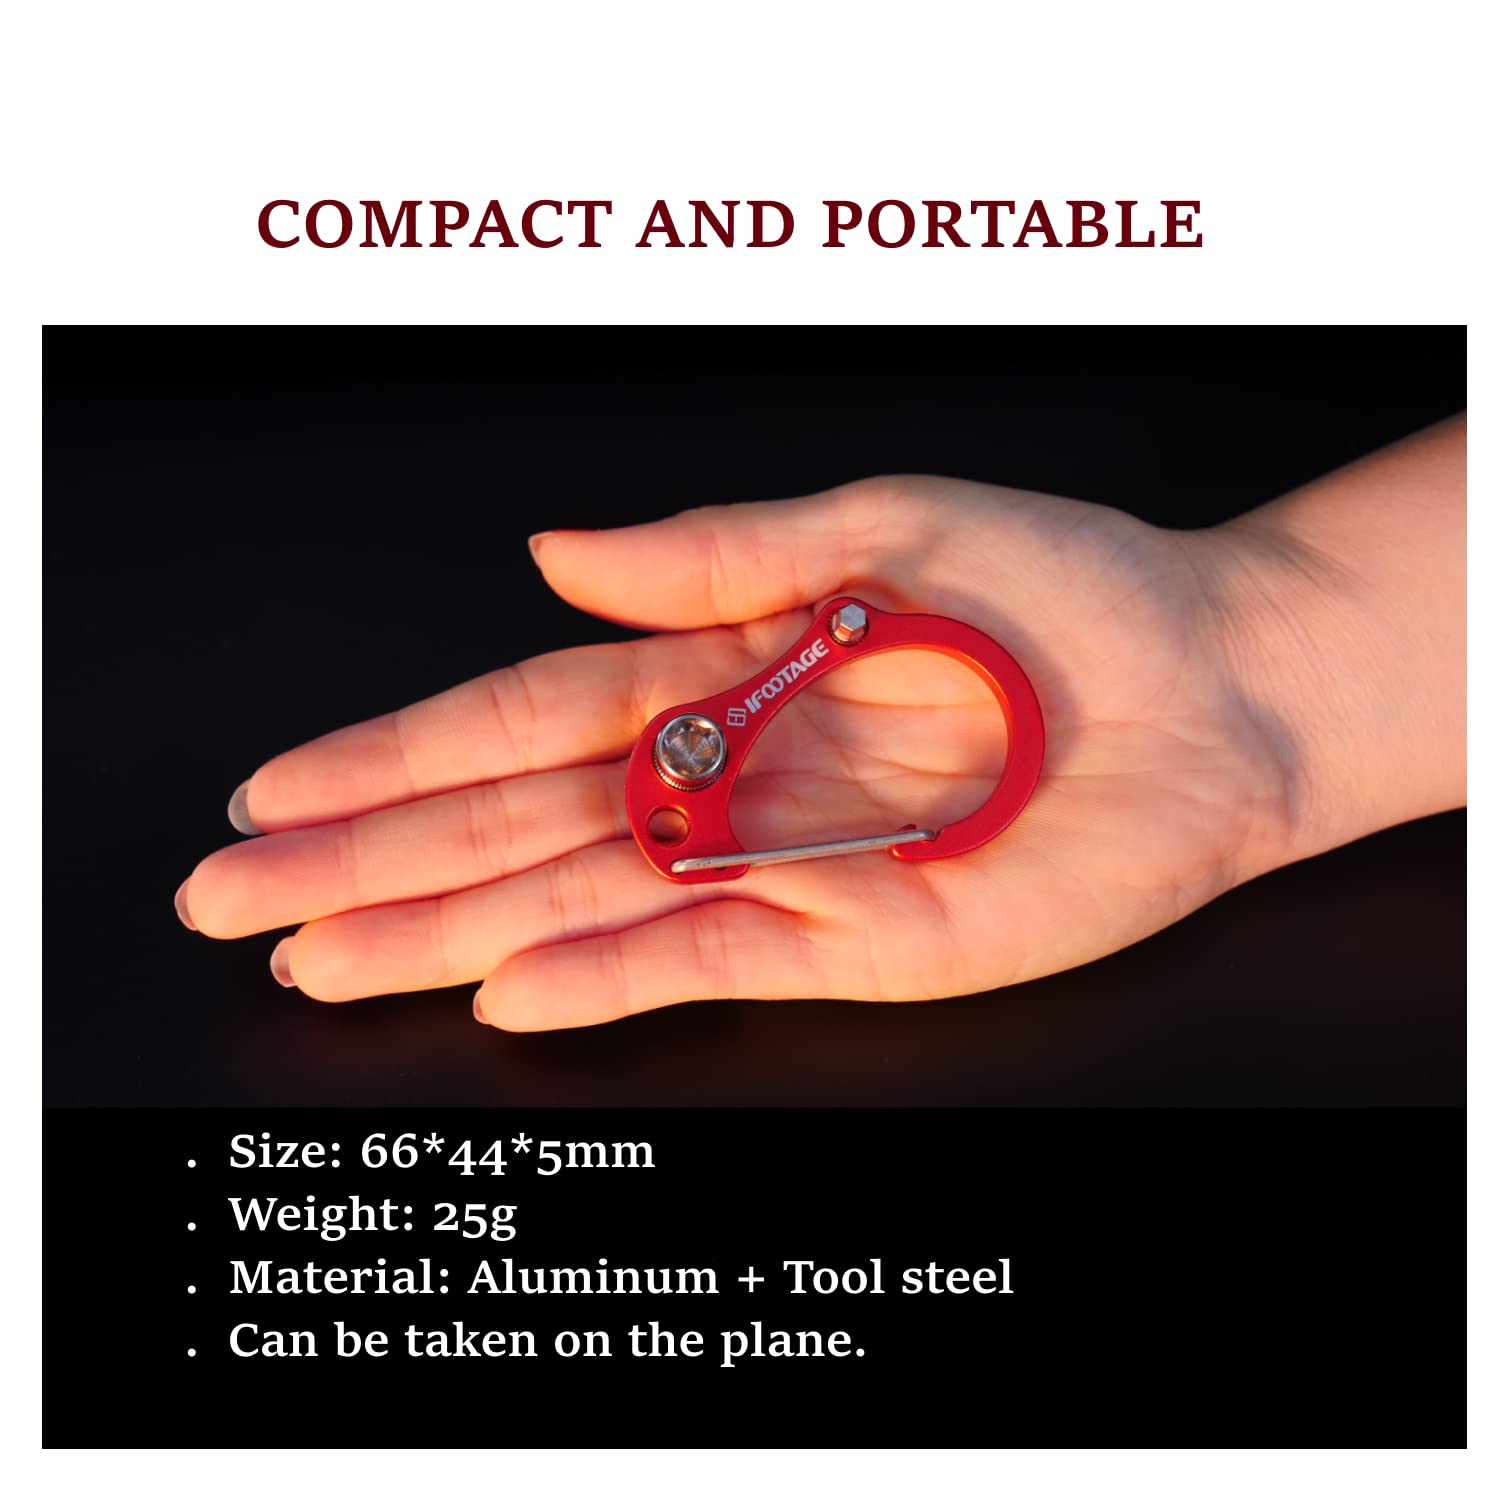 COMPACT AND PORTABLE
IFOOTAGE
. Size: 66*44*5mm
. Weight: 25g
. Material: Aluminum + Tool steel
. Can be taken on the plane.